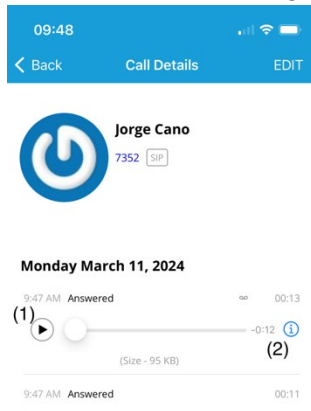 09:48
Back Call Details EDIT
Jorge Cano
7352 SIP
Monday March 11, 2024
9:47 AM Answered 00:13
(1)
-0:12 i
(2)
(Size - 95 KB)
9:47 AM Answered 00:11